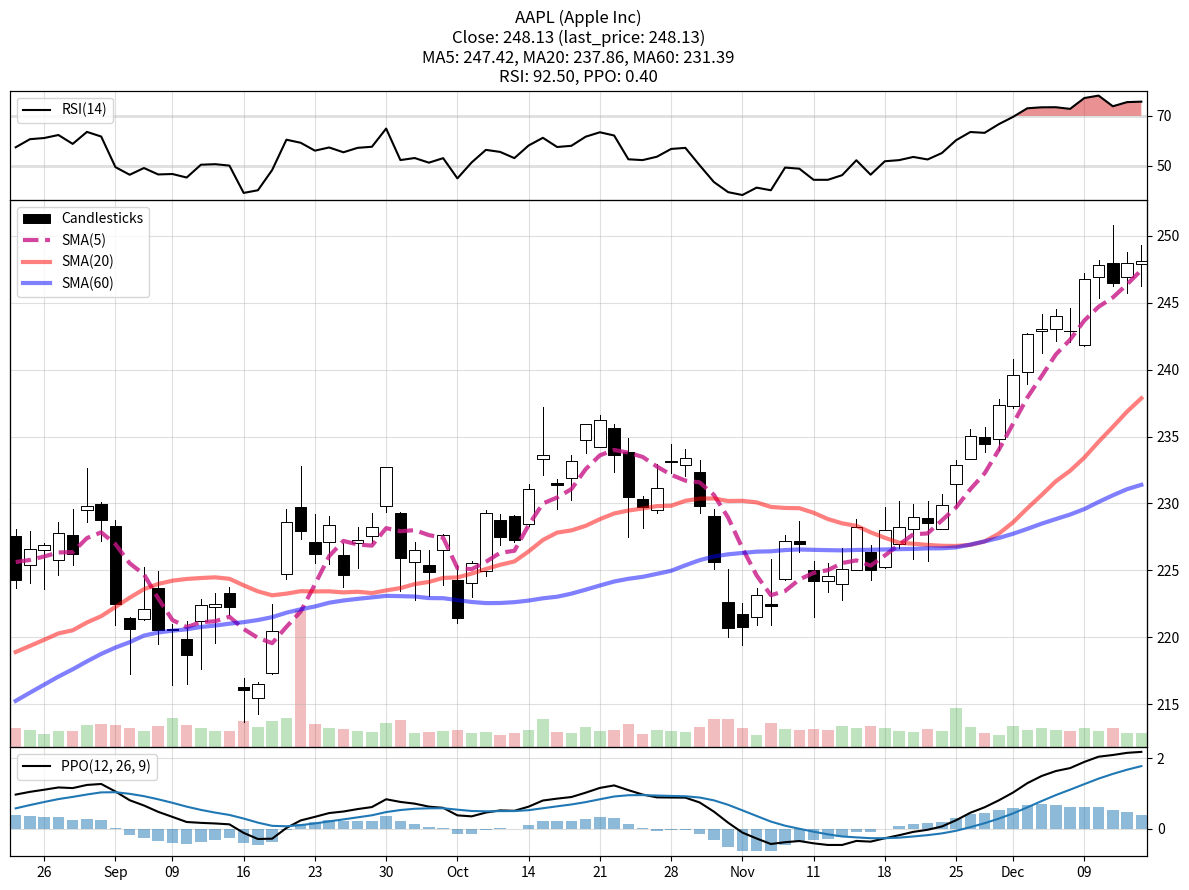 AAPL (Apple Inc)
Close: 248.13 (last_price: 248.13)
MA5: 247.42, MA20: 237.86, MA60: 231.39
RSI: 92.50, PPO: 0.40
RSI(14)
70
50
Candlesticks
SMA(5)
SMA(20)
SMA(60)
250
245
240
235
230
225
220
215
PPO(12, 26, 9)
2
0
26 Sep 09 16 23 30 Oct 14 21 28 Nov 11 18 25 Dec 09